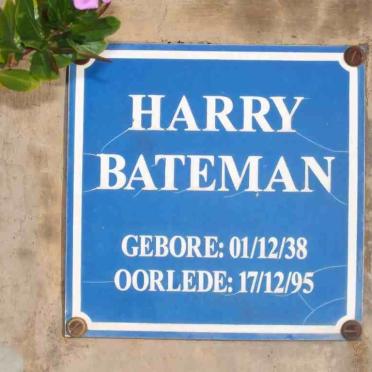 HARRY
BATEMAN
GEBORE: 01/12/38
OORLEDE: 17/12/95